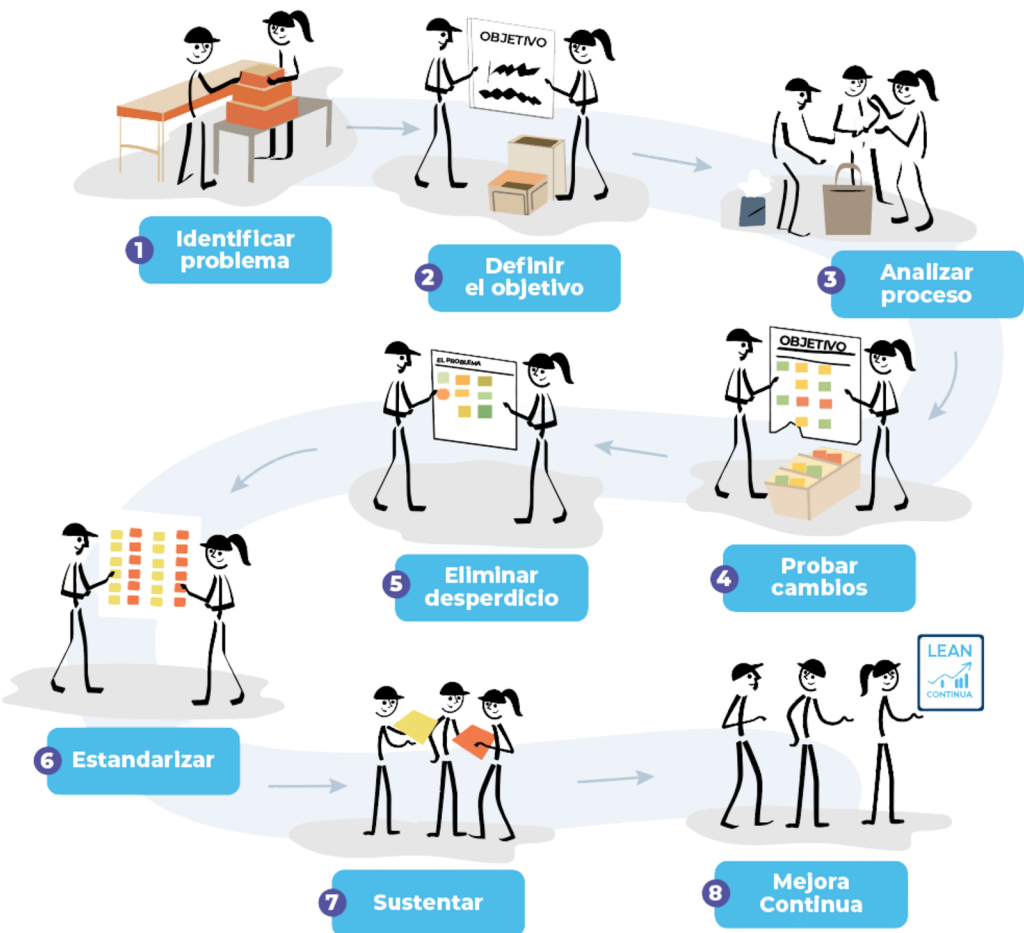 OBJETIVO
1
Identificar
problema
2
Definir
el objetivo
3
Analizar
proceso
OBJETIVO
4
Probar
cambios
EL PROBLEMA
5
Eliminar
desperdicio
6
Estandarizar
7
Sustentar
LEAN
CONTINUA
8
Mejora
Continua